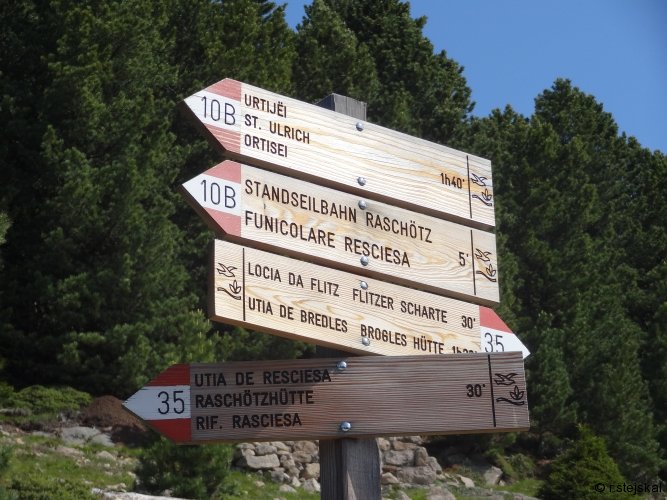 10B URTIJËI
ST. ULRICH
ORTISEI
1h40'
10B STANDSEILBAHN RASCHÖTZ
FUNICOLARE RESCIESA
5'
LOCIA DA FLITZ FLITZER SCHARTE 30'
UTIA DE BREDLES BROGLES HÜTTE
35
35 UTIA DE RESCIESA
RASCHÖTZHÜTTE
RIF. RASCIESA
30'
© r.stejskal